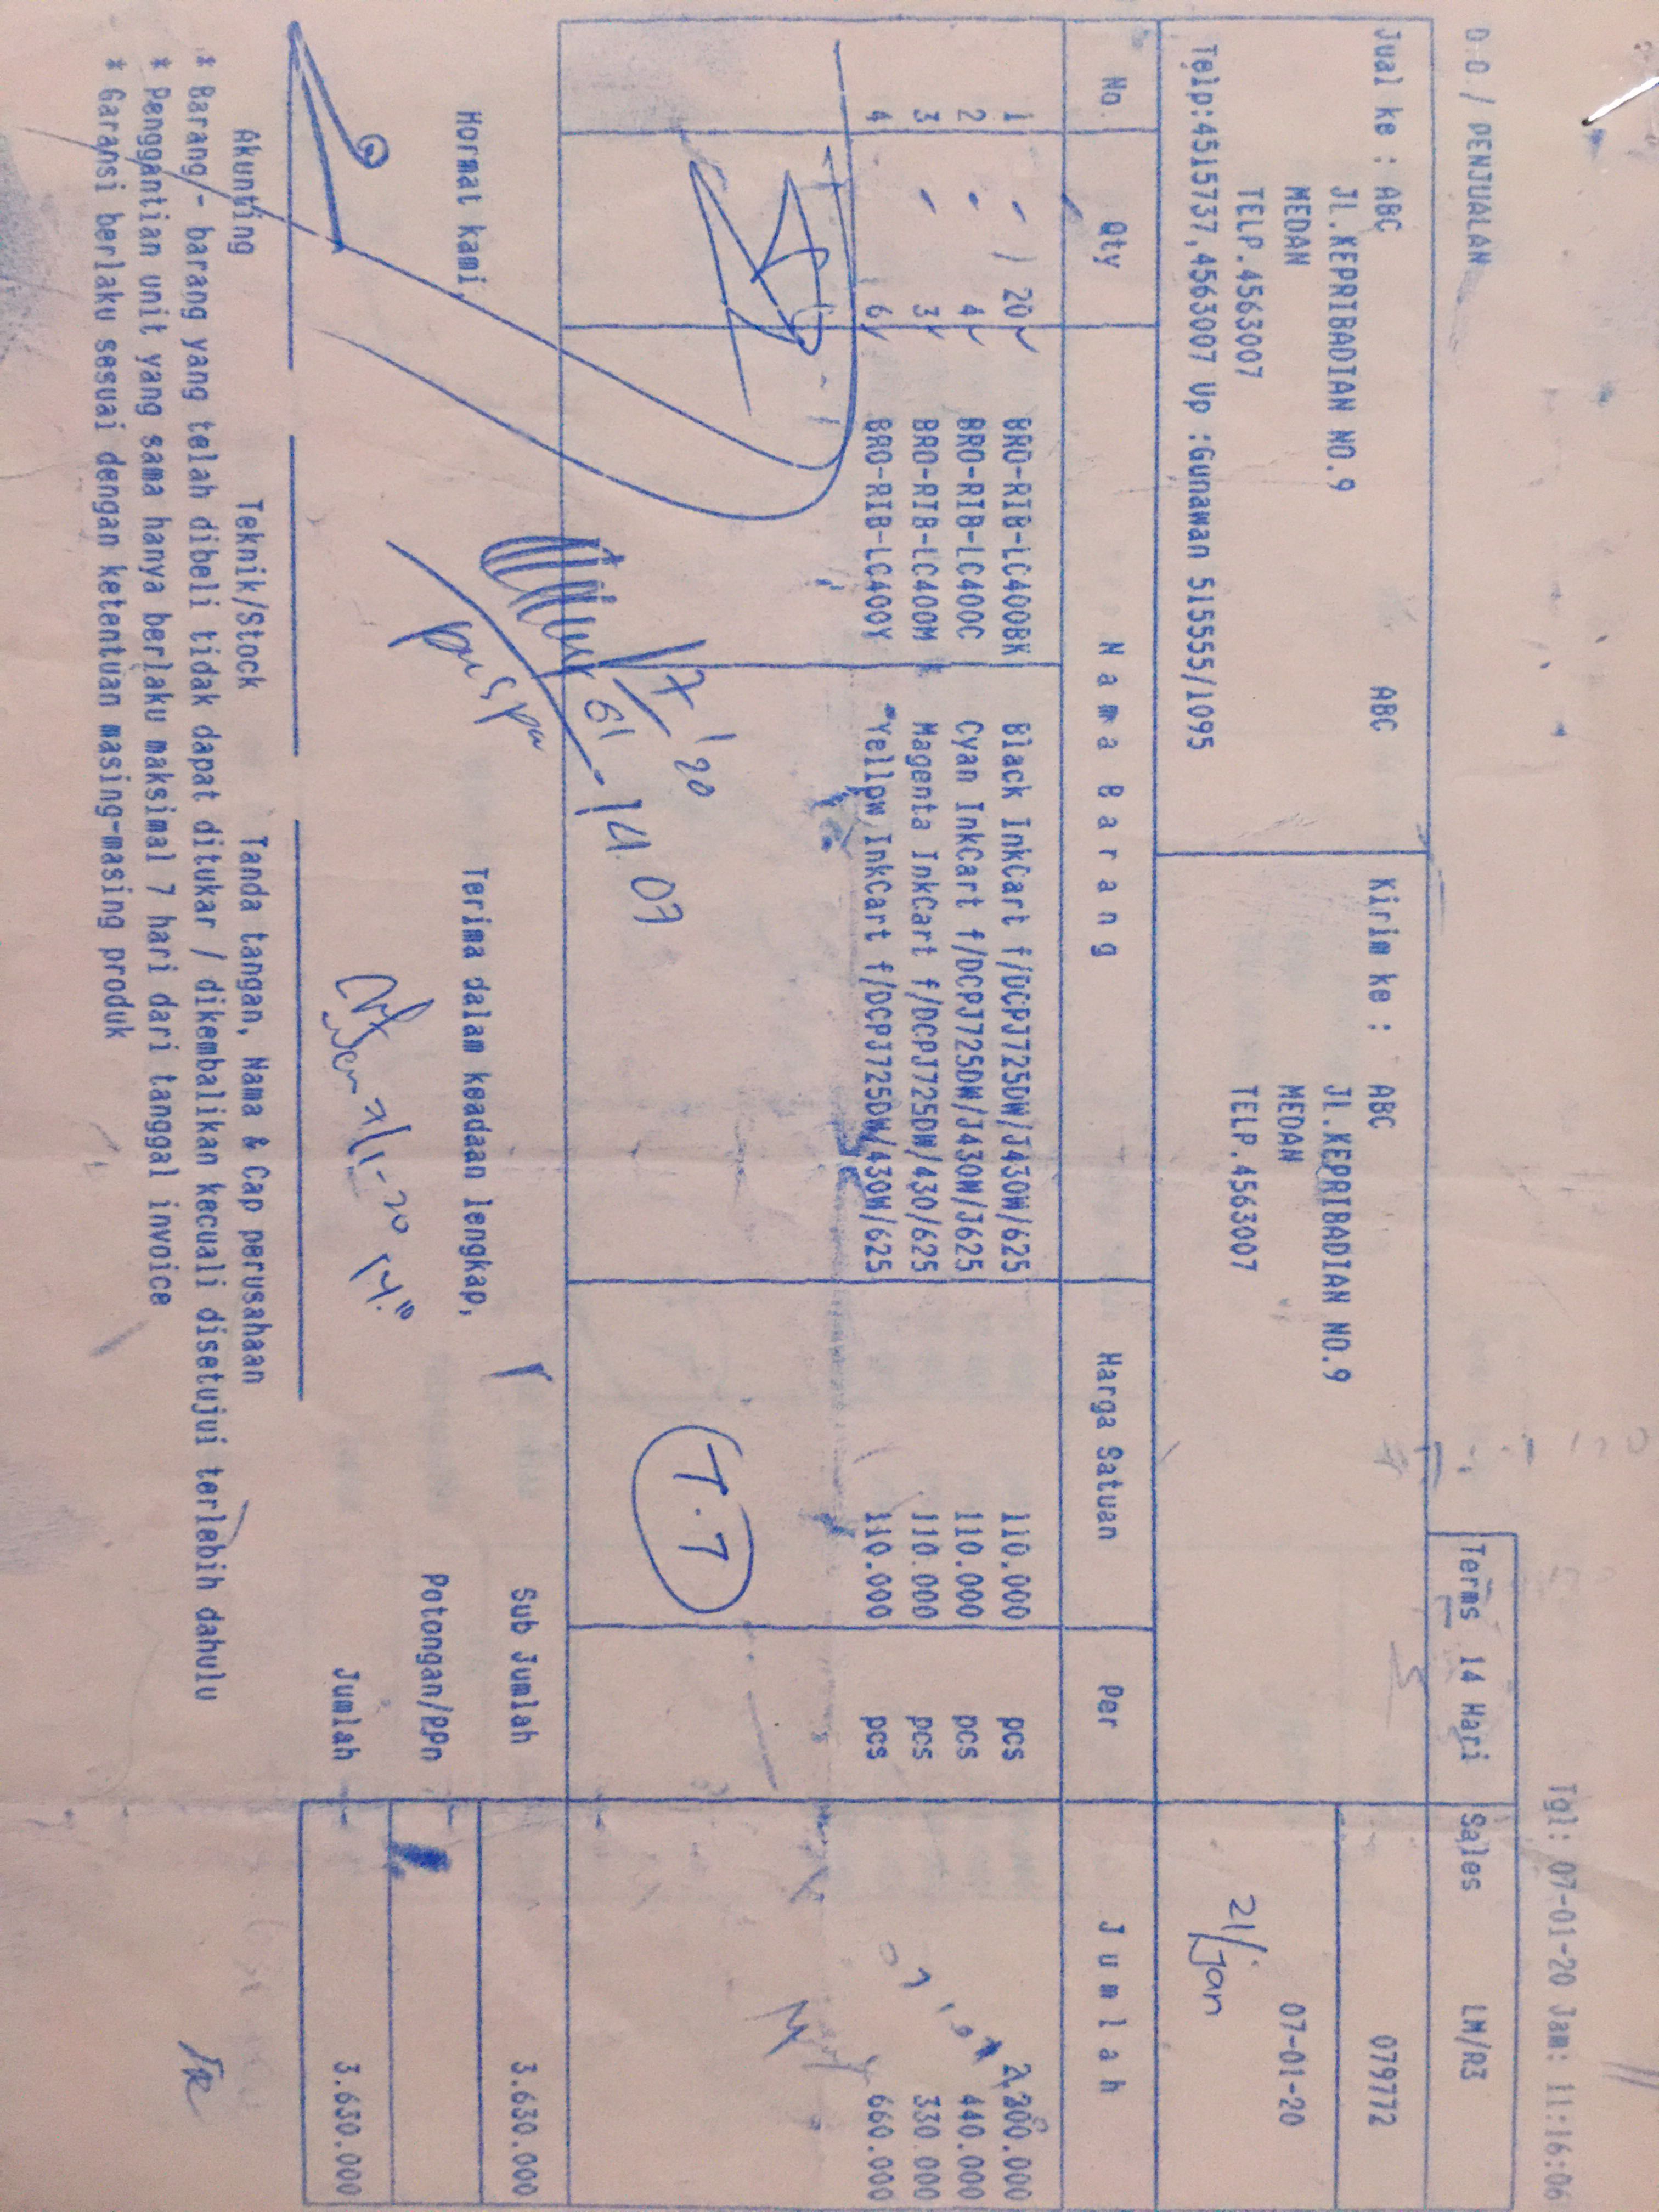 Tgl: 07-01-20 Jam: 11:16:06
D.O / PENJUALAN
Terms 14 Hari Sales LM/R3
Jual ke : ABC ABC Kirim ke : ABC 079772
JL.KEPRIBADIAN NO.9 JL.KEPRIBADIAN NO.9
MEDAN MEDAN 07-01-20
TELP.4563007 TELP.4563007
21/Jan
Telp:4515737,4563007 Up :Gunawan 515555/1095
No Qty Nama Barang Harga Satuan Per Jumlah
1 20 BRO-RIB-LC400BK Black InkCart f/DCPJ725DW/J430W/625 110.000 pcs 2.200.000
2 4 BRO-RIB-LC400C Cyan InkCart f/DCPJ725DW/J430W/J625 110.000 pcs 440.000
3 3 BRO-RIB-LC400M Magenta InkCart f/DCPJ725DW/430/625 110.000 pcs 330.000
4 6 BRO-RIB-LC400Y Yellow InkCart f/DCPJ725DW/430W/625 110.000 pcs 660.000
T.T
14.07
puspa
Sub Jumlah 3.630.000
Hormat kami, Terima dalam keadaan lengkap,
Potongan/PPn
7/1-20
Jumlah 3.630.000
Akunting Teknik/Stock Tanda tangan, Nama & Cap perusahaan
* Barang - barang yang telah dibeli tidak dapat ditukar / dikembalikan kecuali disetujui terlebih dahulu
* Penggantian unit yang sama hanya berlaku maksimal 7 hari dari tanggal invoice
* Garansi berlaku sesuai dengan ketentuan masing-masing produk